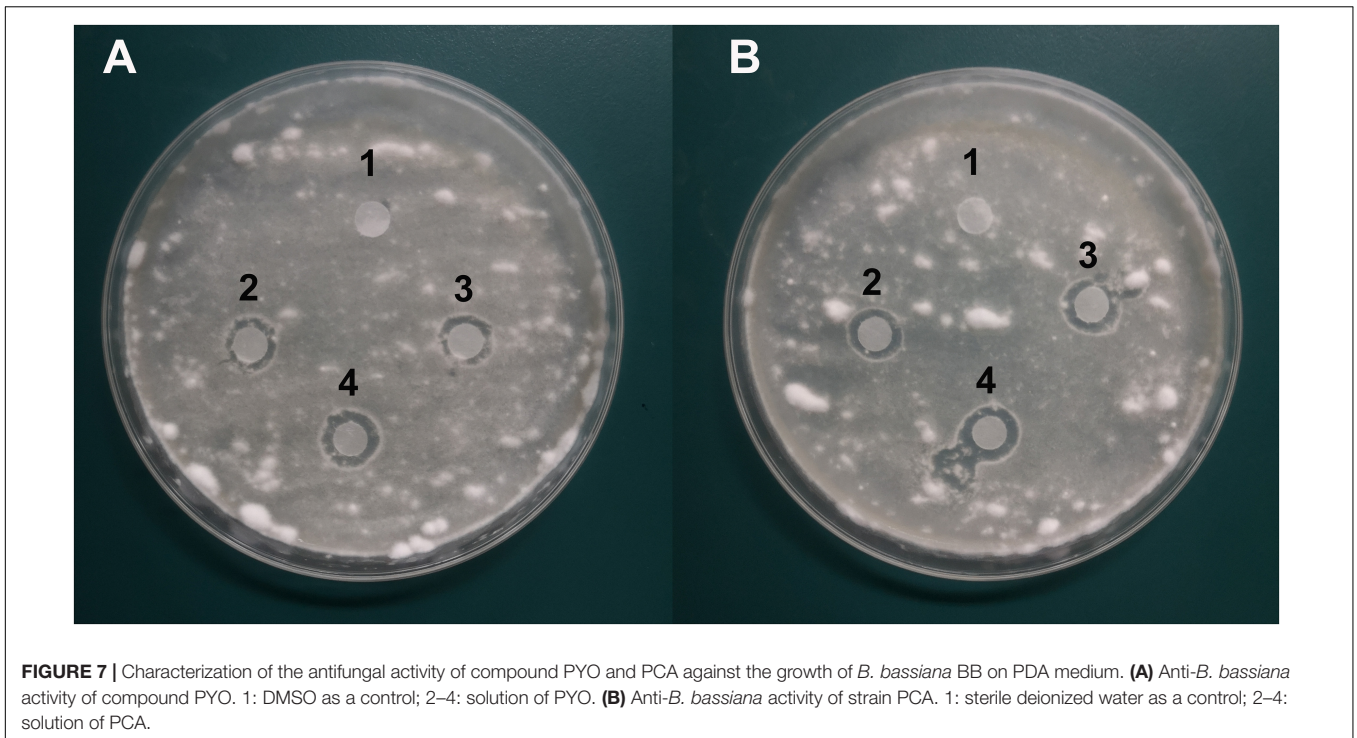 A
B
1
2
3
4
1
2
3
4
FIGURE 7 | Characterization of the antifungal activity of compound PYO and PCA against the growth of B. bassiana BB on PDA medium. (A) Anti-B. bassiana
activity of compound PYO. 1: DMSO as a control; 2–4: solution of PYO. (B) Anti-B. bassiana activity of strain PCA. 1: sterile deionized water as a control; 2–4:
solution of PCA.